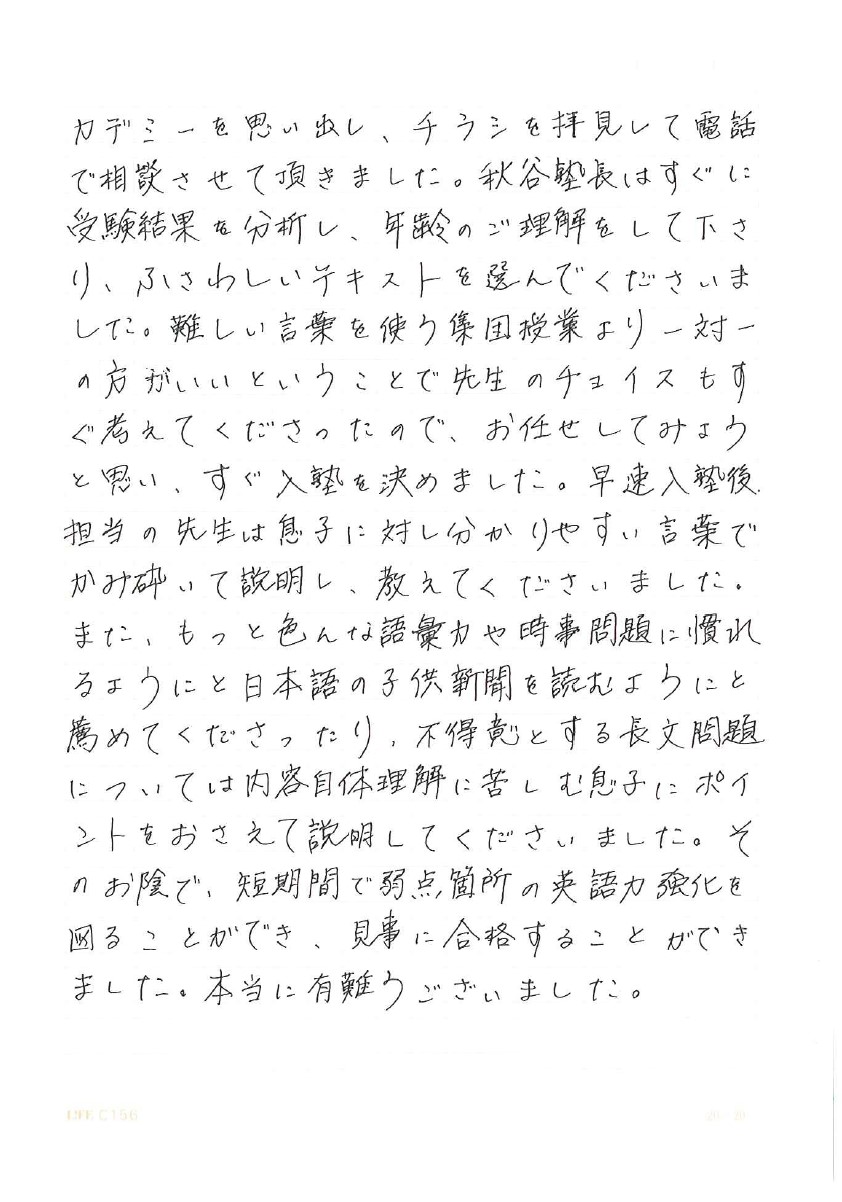 カデミーを思い出し、チラシを拝見して電話
で相談させて頂きました。秋谷塾長はすぐに
受験結果を分析し、年齢のご理解をして下さ
り、ふさわしいテキストを選んでくださいま
した。難しい言葉を使う集団授業より一対一
の方がいいということで先生のチョイスもす
ぐ考えてくださったので、お任せしてみよう
と思い、すぐ入塾を決めました。早速入塾後、
担当の先生は息子に対し分かりやすい言葉で
かみ砕いて説明し、教えてくださいました。
また、もっと色んな語彙力や時事問題に慣れ
るようにと日本語の子供新聞を読むようにと
薦めてくださったり、不得意とする長文問題
については内容自体理解に苦しむ息子にポイ
ントをおさえて説明してくださいました。そ
のお陰で、短期間で弱点箇所の英語力強化を
図ることができ、見事に合格することができ
ました。本当に有難うございました。
LIFE C156
20×20